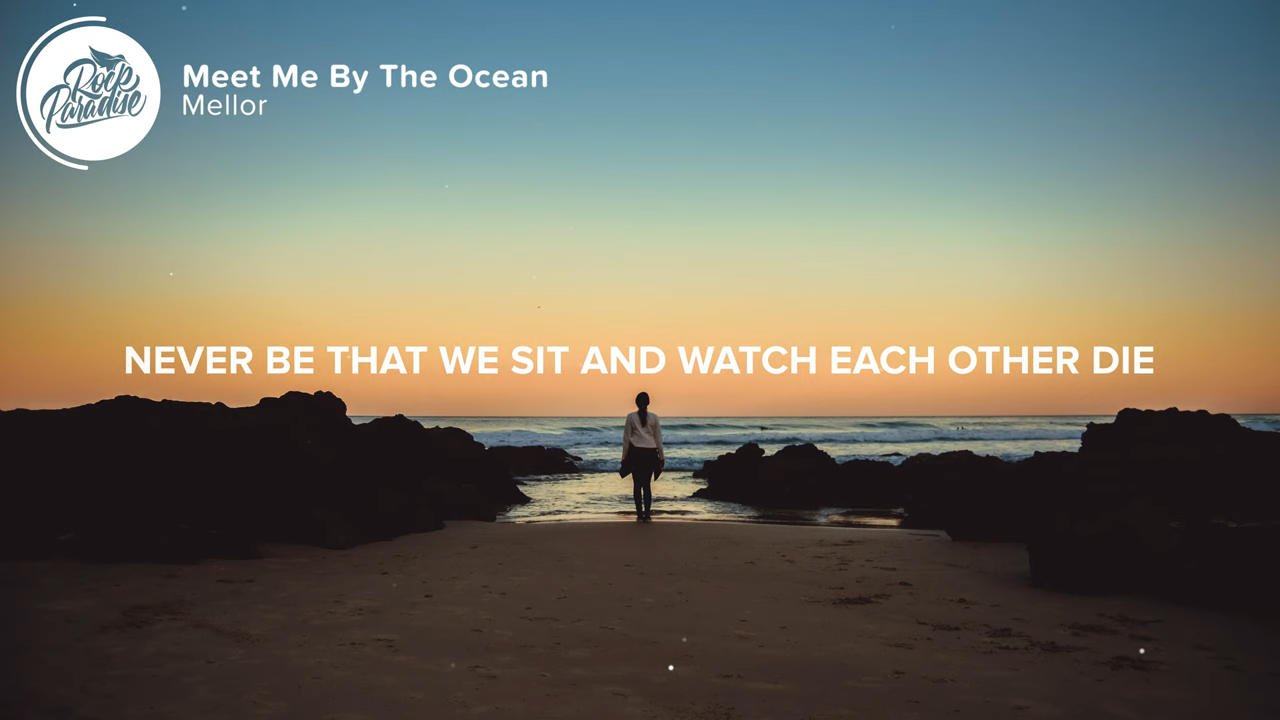 Rock
Paradise
Meet Me By The Ocean
Mellor
NEVER BE THAT WE SIT AND WATCH EACH OTHER DIE